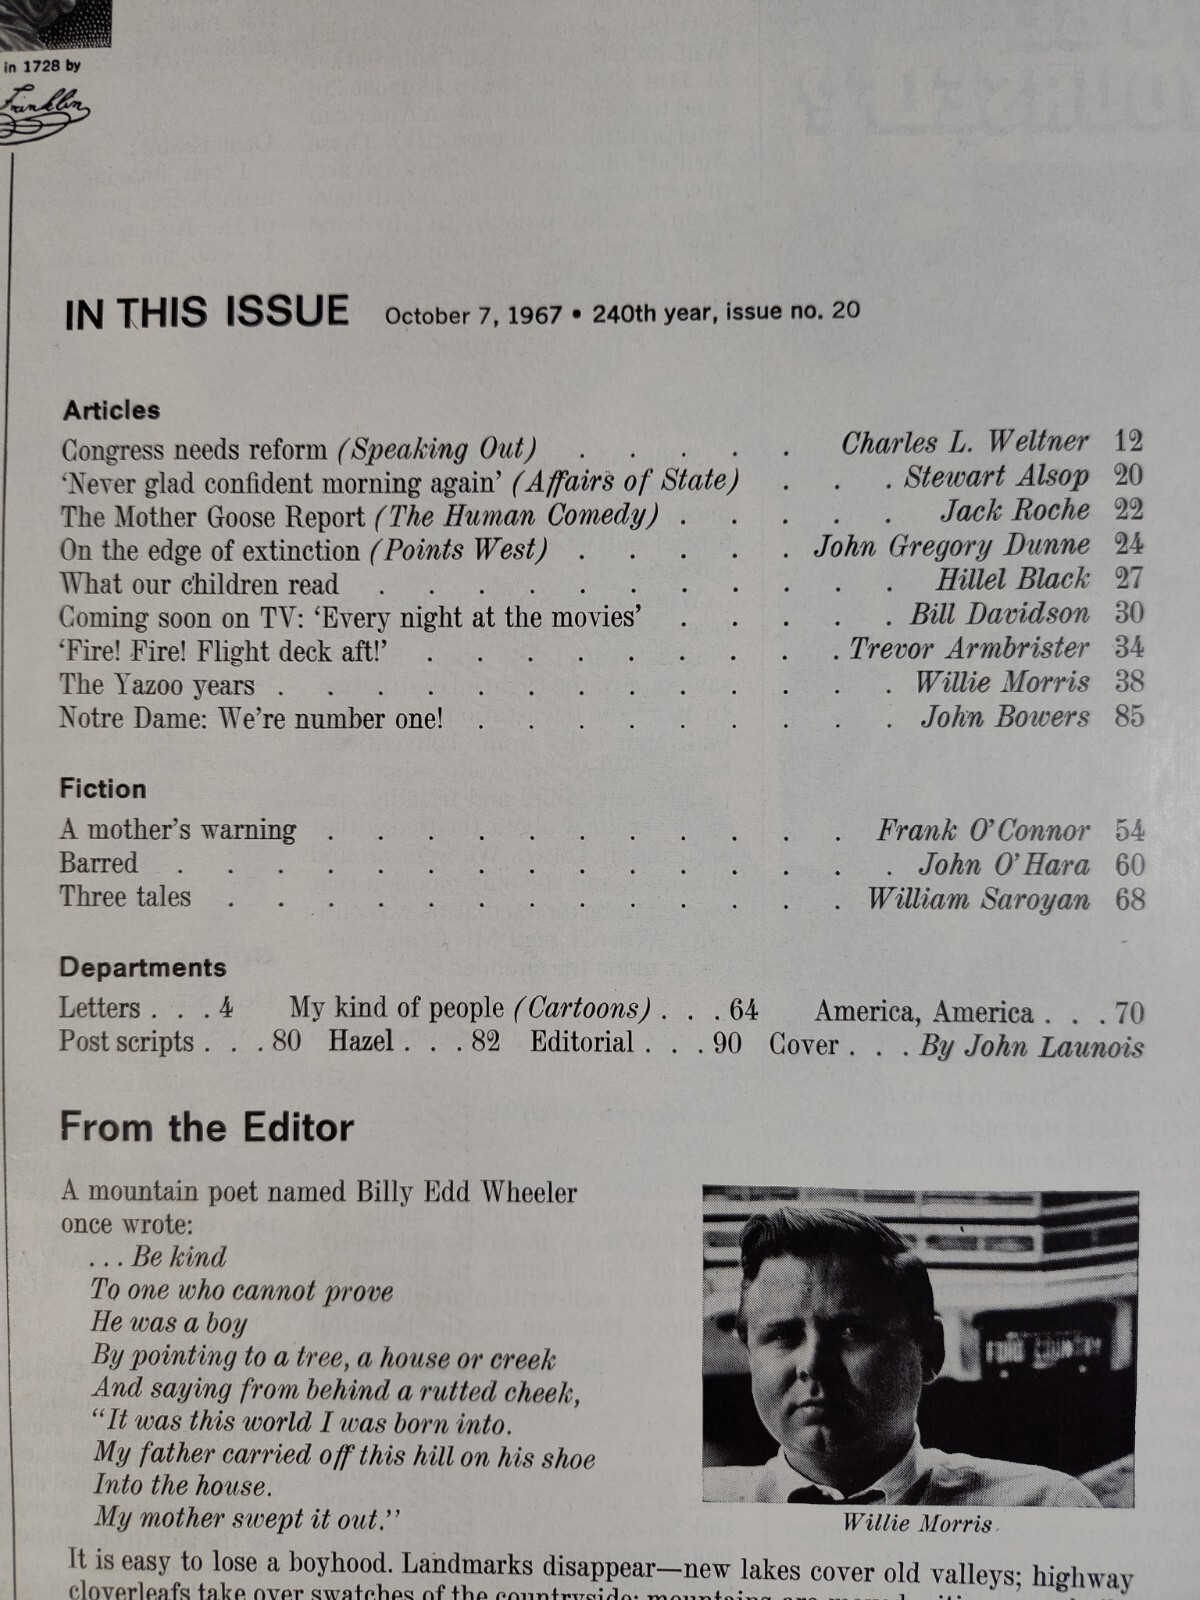 in 1728 by
Franklin
IN THIS ISSUE October 7, 1967 • 240th year, issue no. 20
Articles
Congress needs reform (Speaking Out) . . . . . Charles L. Weltner 12
‘Never glad confident morning again’ (Affairs of State) . . . Stewart Alsop 20
The Mother Goose Report (The Human Comedy) . . . . . Jack Roche 22
On the edge of extinction (Points West) . . . . . John Gregory Dunne 24
What our children read . . . . . . . . . . . Hillel Black 27
Coming soon on TV: ‘Every night at the movies’ . . . . . Bill Davidson 30
‘Fire! Fire! Flight deck aft!’ . . . . . . . . . Trevor Armbrister 34
The Yazoo years . . . . . . . . . . . . . Willie Morris 38
Notre Dame: We’re number one! . . . . . . . . . John Bowers 85
Fiction
A mother’s warning . . . . . . . . . . . Frank O’Connor 54
Barred . . . . . . . . . . . . . . . John O’Hara 60
Three tales . . . . . . . . . . . . . William Saroyan 68
Departments
Letters . . . 4 My kind of people (Cartoons) . . . 64 America, America . . . 70
Post scripts . . . 80 Hazel . . . 82 Editorial . . . 90 Cover . . . By John Launois
From the Editor
A mountain poet named Billy Edd Wheeler
once wrote:
. . . Be kind
To one who cannot prove
He was a boy
By pointing to a tree, a house or creek
And saying from behind a rutted cheek,
“It was this world I was born into.
My father carried off this hill on his shoe
Into the house.
My mother swept it out.”
Willie Morris
It is easy to lose a boyhood. Landmarks disappear—new lakes cover old valleys; highway
cloverleafs take over swatches of the countryside; mountains are moved